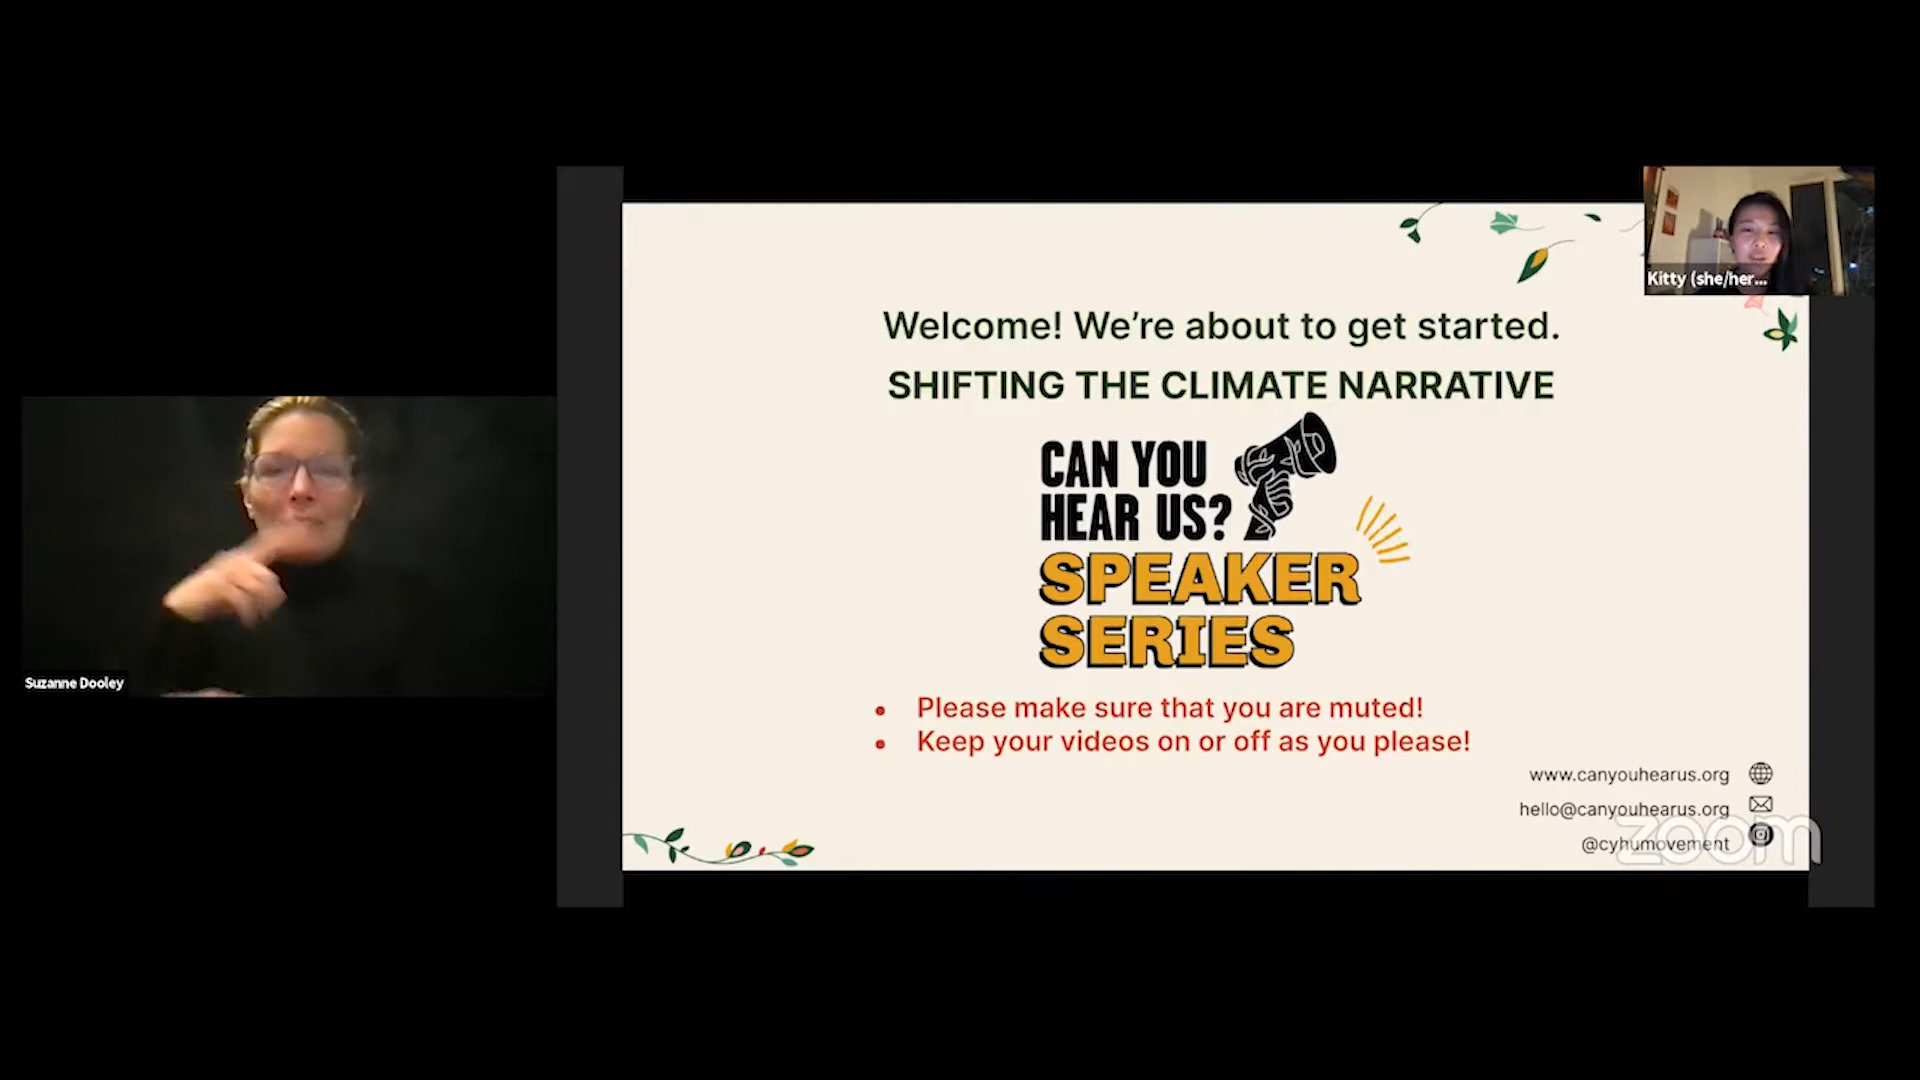 Kitty (she/her...
Welcome! We’re about to get started.
SHIFTING THE CLIMATE NARRATIVE
CAN YOU
HEAR US?
SPEAKER
SERIES
Suzanne Dooley
• Please make sure that you are muted!
• Keep your videos on or off as you please!
www.canyouhearus.org
hello@canyouhearus.org
@cyhumovement
zoom